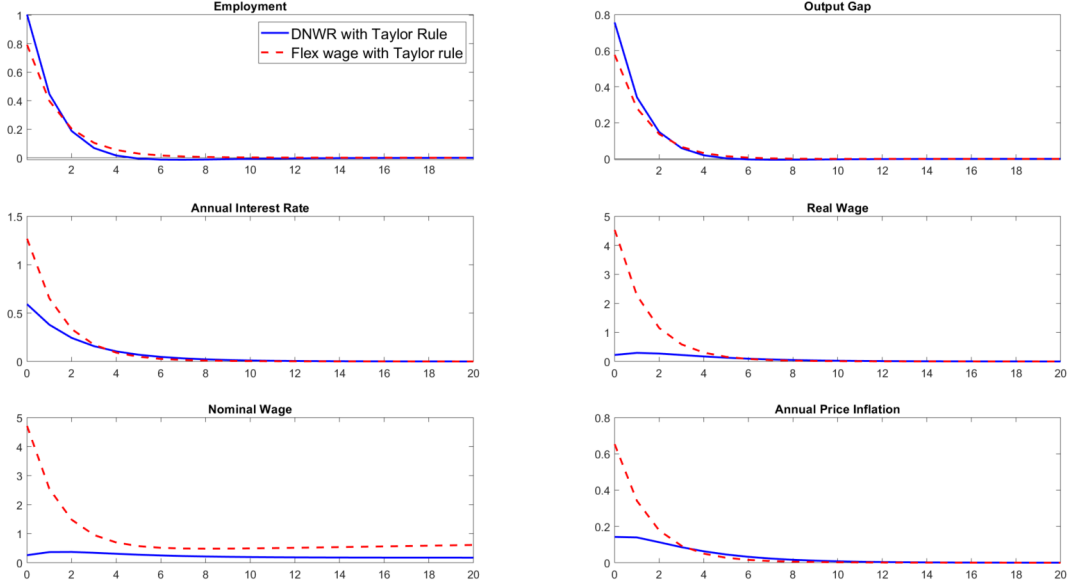 Employment
1
0.8
0.6
0.4
0.2
0
2 4 6 8 10 12 14 16 18
DNWR with Taylor Rule
Flex wage with Taylor rule
Output Gap
0.8
0.6
0.4
0.2
0
2 4 6 8 10 12 14 16 18
Annual Interest Rate
1.5
1
0.5
0
0 2 4 6 8 10 12 14 16 18 20
Real Wage
5
4
3
2
1
0
0 2 4 6 8 10 12 14 16 18 20
Nominal Wage
5
4
3
2
1
0
0 2 4 6 8 10 12 14 16 18 20
Annual Price Inflation
0.8
0.6
0.4
0.2
0
0 2 4 6 8 10 12 14 16 18 20